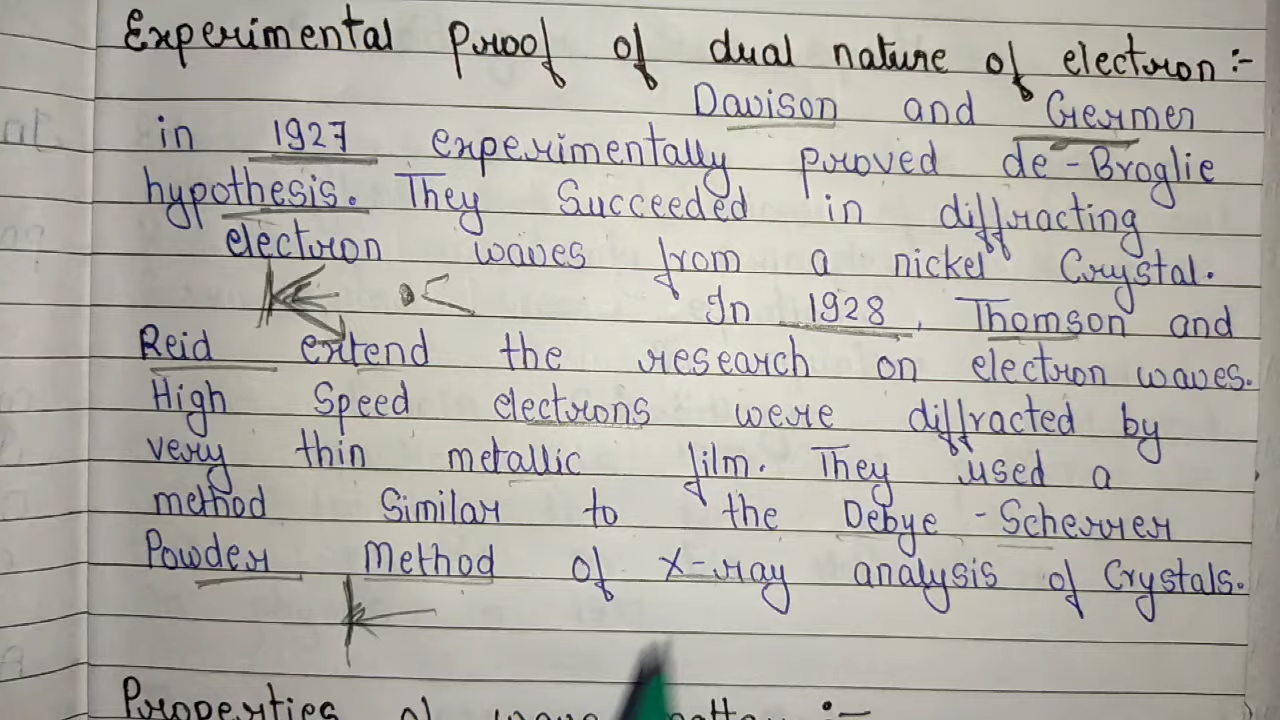 Experimental proof of dual nature of electron :-
Davison and Germer
in 1927 experimentally proved de-Broglie
hypothesis. They Succeeded in diffracting
electron waves from a nickel Crystal.
In 1928, Thomson and
Reid extend the research on electron waves.
High Speed electrons were diffracted by
very thin metallic film. They used a
method Similar to the Debye-Scherrer
Powder Method of X-ray analysis of Crystals.
Properties of wave :-